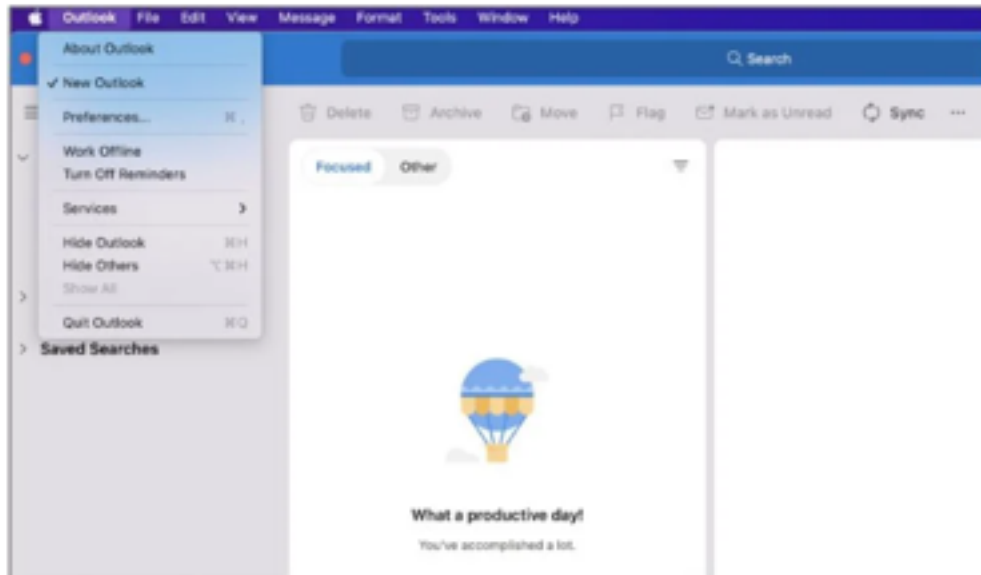 Outlook File Edit View Message Format Tools Window Help
About Outlook
Search
✓ New Outlook
Preferences... ⌘ ,
Delete Archive Move Flag Mark as Unread Sync ...
Work Offline
Turn Off Reminders
Focused Other
Services >
Hide Outlook ⌘H
Hide Others ⌥⌘H
Show All
Quit Outlook ⌘Q
Saved Searches
What a productive day!
You've accomplished a lot.